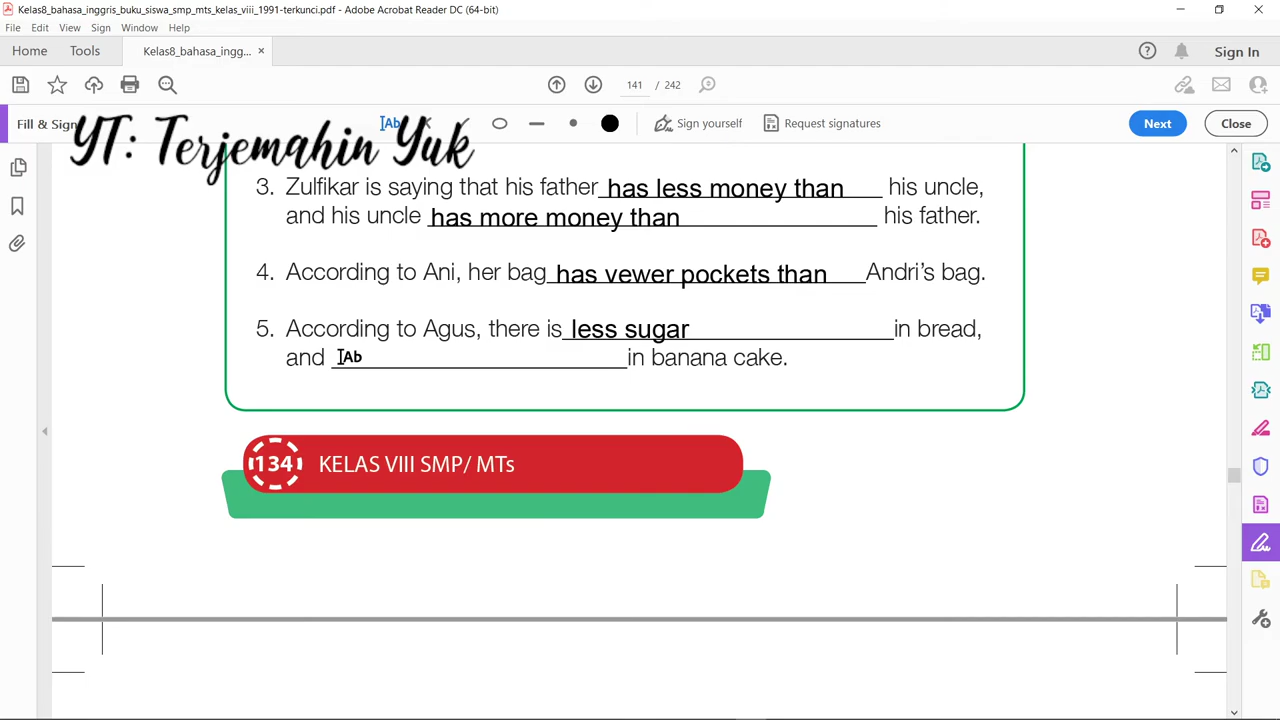 Kelas8_bahasa_inggris_buku_siswa_smp_mts_kelas_viii_1991-terkunci.pdf - Adobe Acrobat Reader DC (64-bit)
File Edit View Sign Window Help
Home Tools Kelas8_bahasa_ingg... × Sign In
141 / 242
Fill & Sign Ab Sign yourself Request signatures Next Close
YT: Terjemahin Yuk
3. Zulfikar is saying that his father has less money than his uncle,
and his uncle has more money than his father.
4. According to Ani, her bag has vewer pockets than Andri's bag.
5. According to Agus, there is less sugar in bread,
and Ab in banana cake.
134 KELAS VIII SMP/ MTs